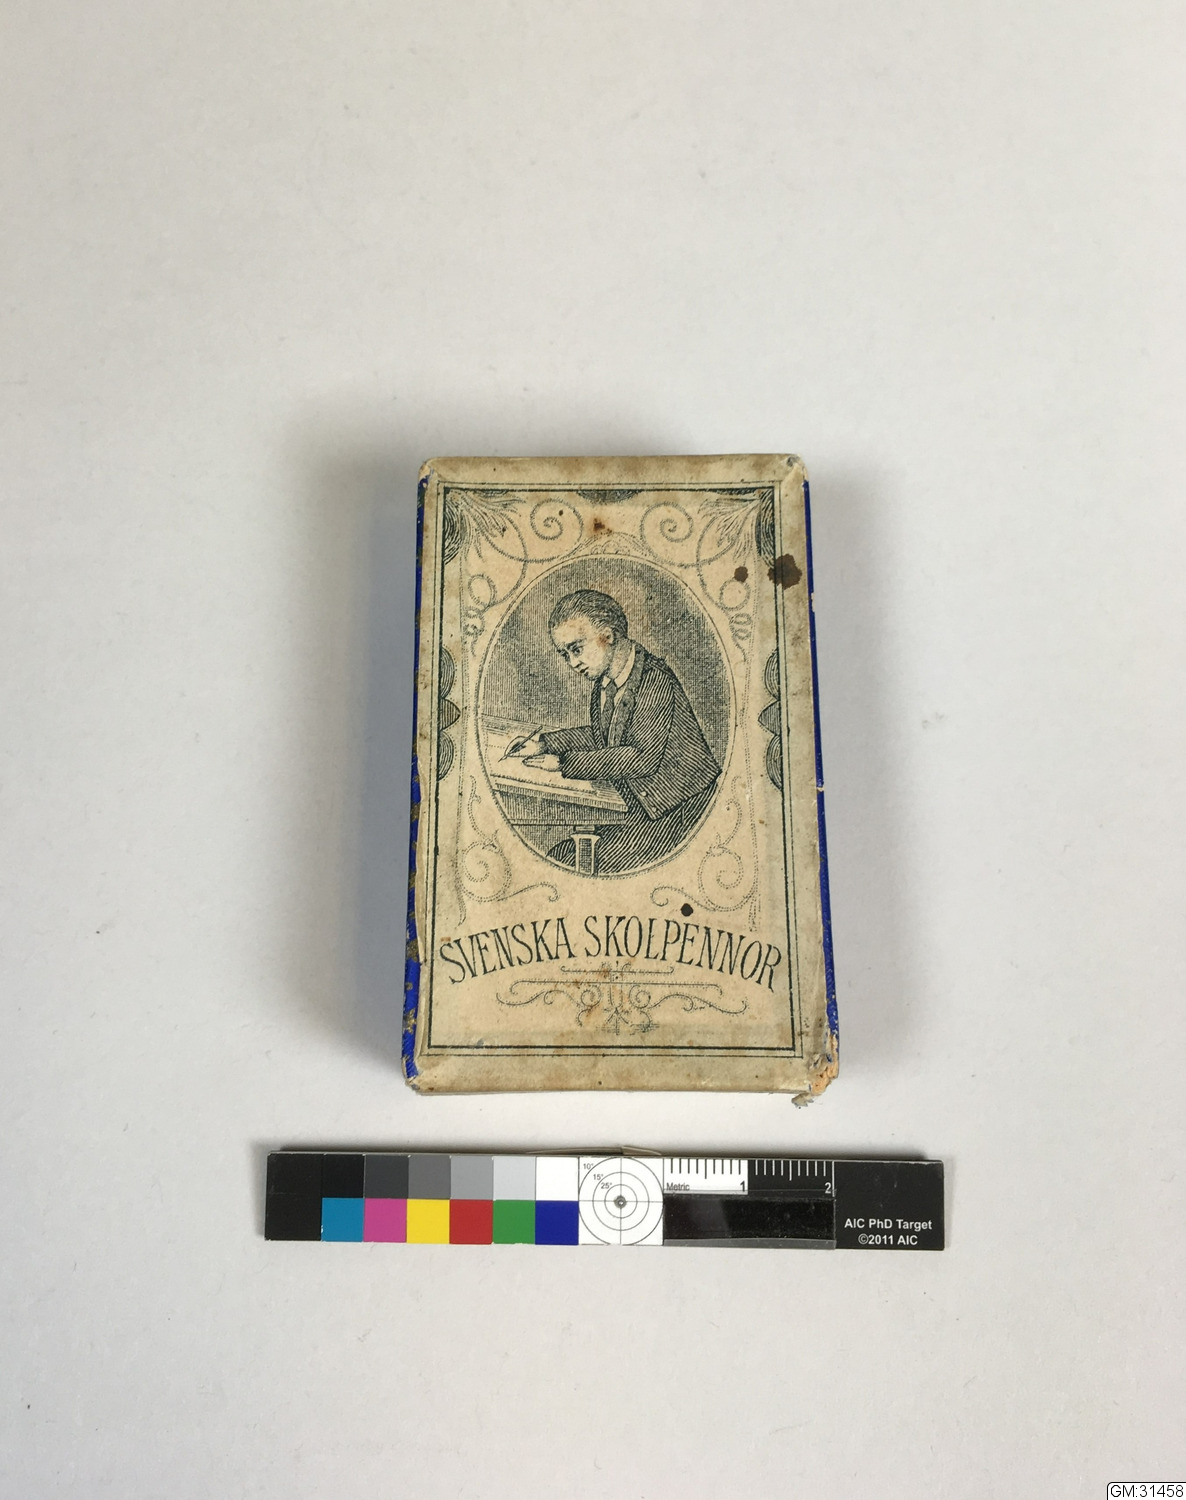 SVENSKA SKOLPENNOR
10°
15°
25°
Metric
1
2
AIC PhD Target
©2011 AIC
GM:31458